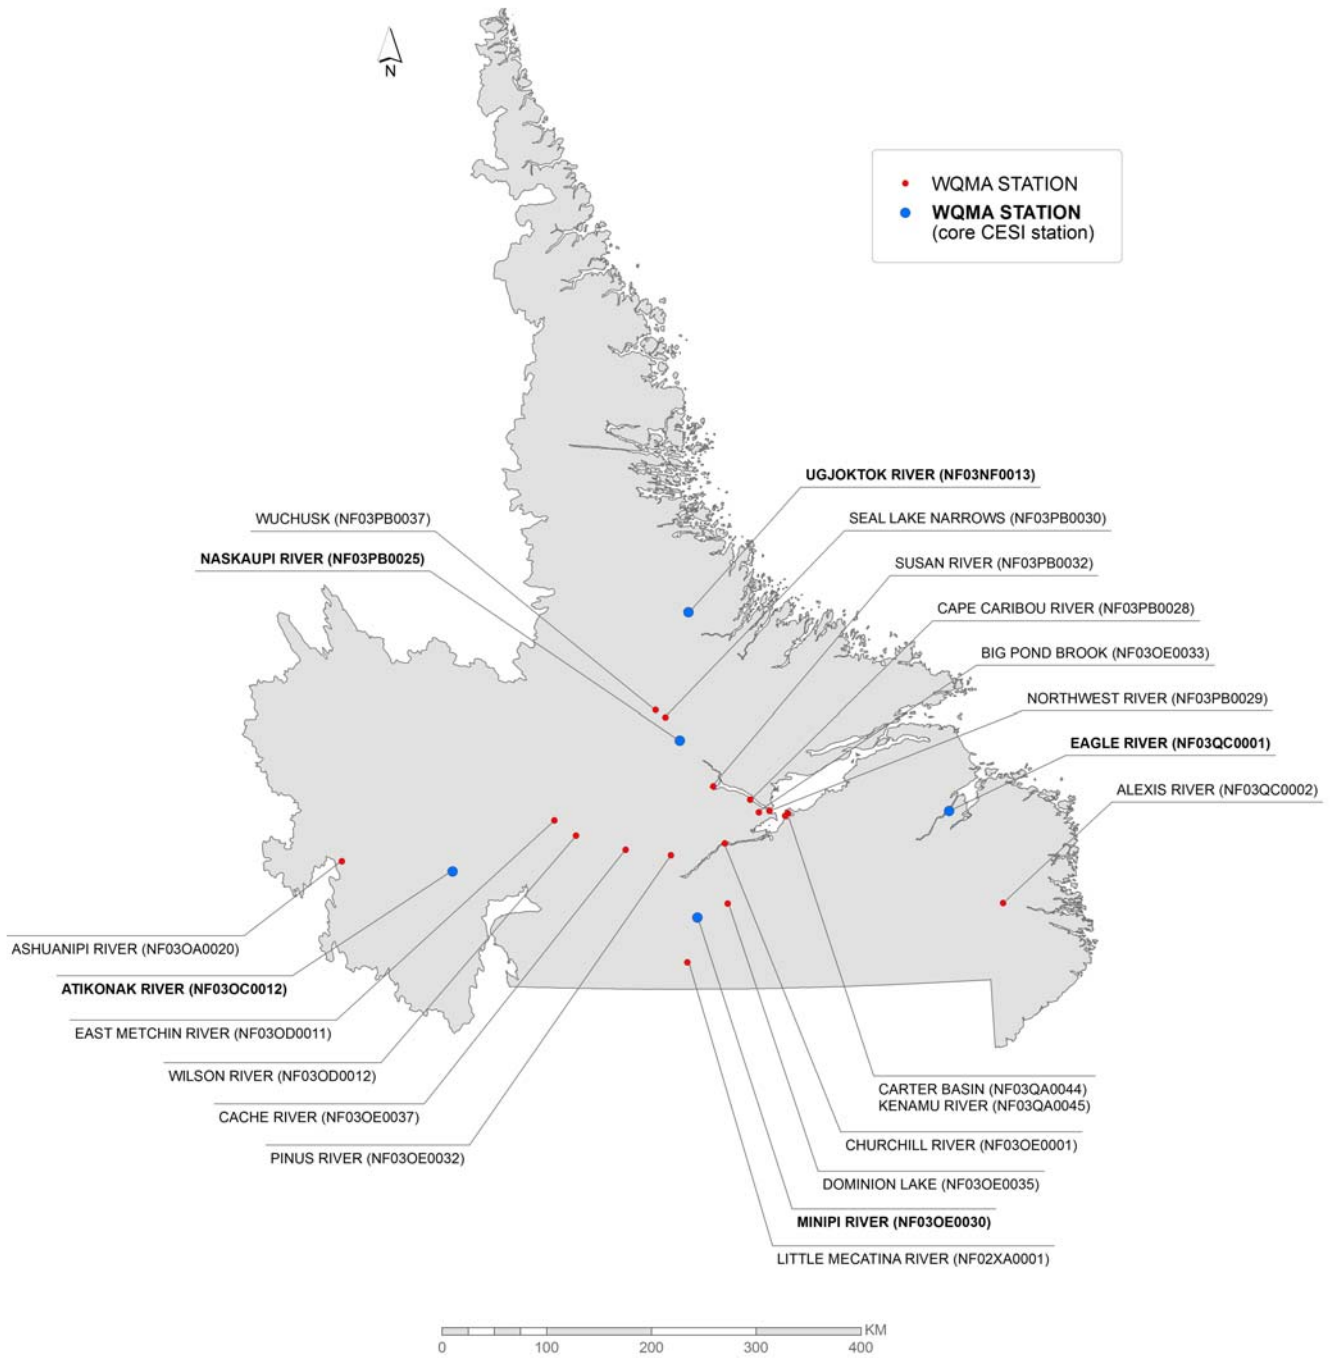 N
WQMA STATION
WQMA STATION
(core CESI station)
UGJOKTOK RIVER (NF03NF0013)
WUCHUSK (NF03PB0037)
SEAL LAKE NARROWS (NF03PB0030)
NASKAUPI RIVER (NF03PB0025)
SUSAN RIVER (NF03PB0032)
CAPE CARIBOU RIVER (NF03PB0028)
BIG POND BROOK (NF03OE0033)
NORTHWEST RIVER (NF03PB0029)
EAGLE RIVER (NF03QC0001)
ALEXIS RIVER (NF03QC0002)
ASHUANIPI RIVER (NF03OA0020)
ATIKONAK RIVER (NF03OC0012)
EAST METCHIN RIVER (NF03OD0011)
WILSON RIVER (NF03OD0012)
CACHE RIVER (NF03OE0037)
PINUS RIVER (NF03OE0032)
CARTER BASIN (NF03QA0044)
KENAMU RIVER (NF03QA0045)
CHURCHILL RIVER (NF03OE0001)
DOMINION LAKE (NF03OE0035)
MINIPI RIVER (NF03OE0030)
LITTLE MECATINA RIVER (NF02XA0001)
KM
0 100 200 300 400